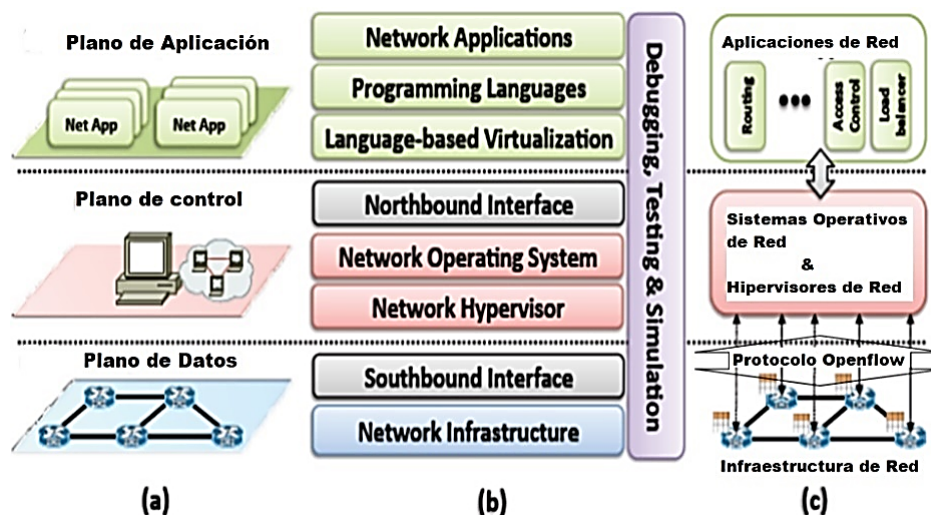 Plano de Aplicación
Net App
Net App
Plano de control
Plano de Datos
(a)
Network Applications
Programming Languages
Language-based Virtualization
Northbound Interface
Network Operating System
Network Hypervisor
Southbound Interface
Network Infrastructure
(b)
Debugging, Testing & Simulation
Aplicaciones de Red
Routing
•••
Access
Control
Load
balancer
Sistemas Operativos
de Red
&
Hipervisores de Red
Protocolo Openflow
Infraestructura de Red
(c)